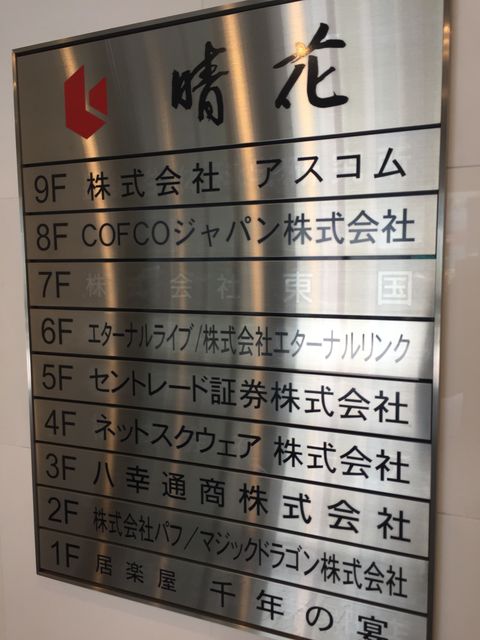 晴花
9F 株式会社 アスコム
8F COFCOジャパン株式会社
7F 株式会社東国
6F エターナルライブ/株式会社エターナルリンク
5F セントレード証券株式会社
4F ネットスクウェア 株式会社
3F 八幸通商株式会社
2F 株式会社パフ/マジックドラゴン株式会社
1F 居楽屋 千年の宴